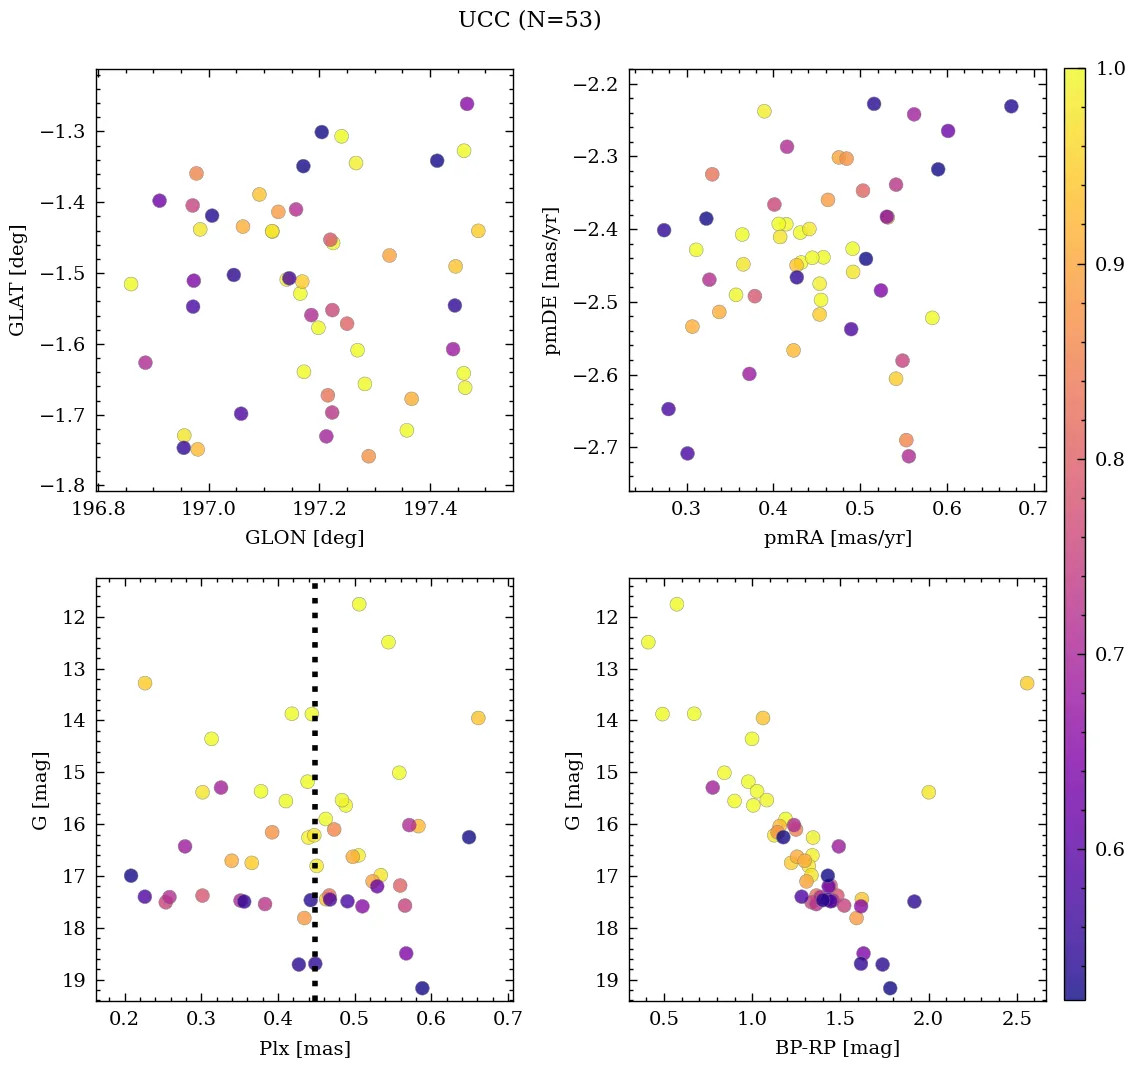 UCC (N=53)
−1.3
−1.4
−1.5
−1.6
−1.7
−1.8
GLAT [deg]
196.8 197.0 197.2 197.4
GLON [deg]
−2.2
−2.3
−2.4
−2.5
−2.6
−2.7
pmDE [mas/yr]
0.3 0.4 0.5 0.6 0.7
pmRA [mas/yr]
12
13
14
15
16
17
18
19
G [mag]
0.2 0.3 0.4 0.5 0.6 0.7
Plx [mas]
12
13
14
15
16
17
18
19
G [mag]
0.5 1.0 1.5 2.0 2.5
BP-RP [mag]
1.0
0.9
0.8
0.7
0.6